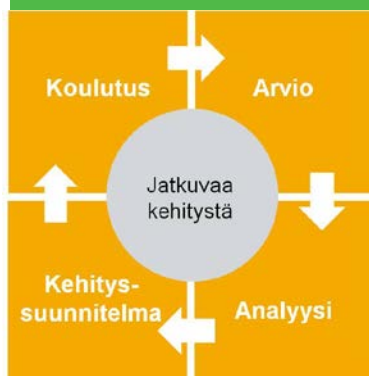 Koulutus
Arvio
Jatkuvaa
kehitystä
Kehitys-
suunnitelma
Analyysi